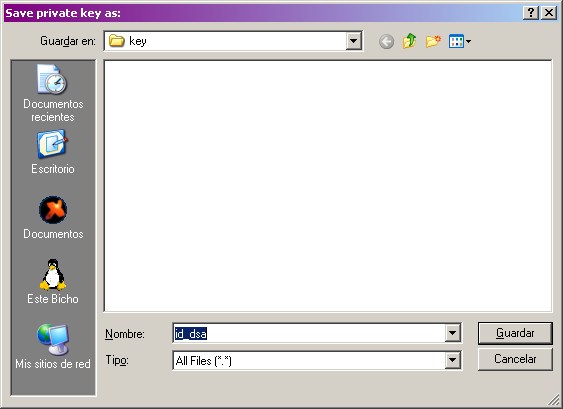 Save private key as:
Guardar en:
key
Documentos
recientes
Escritorio
Documentos
Este Bicho
Mis sitios de red
Nombre:
id_dsa
Guardar
Tipo:
All Files (*.*)
Cancelar